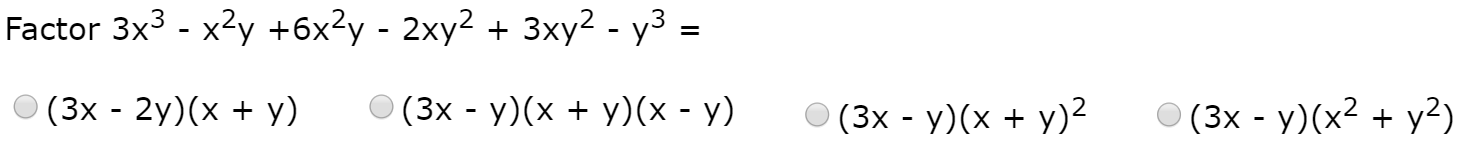 Factor 3x³ - x²y +6x²y - 2xy² + 3xy² - y³ =
(3x - 2y)(x + y) (3x - y)(x + y)(x - y) (3x - y)(x + y)² (3x - y)(x² + y²)